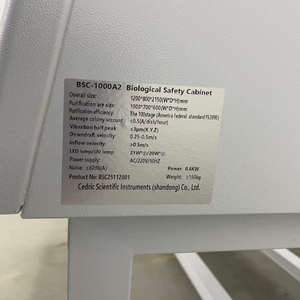 BSC-1000A2 Biological Safety Cabinet
Overall size: 1200*800*2150(W*D*H)mm
Purification are size: 1000*700*600(W*D*H)mm
Purification efficiency: The 100stage (America federal standard FS209E)
Average colony account: ≤0.5(A/dish/hour)
Vibration half peak: ≤3μm(X.Y.Z)
Downdraft velocity: 0.25-0.5m/s
Inflow velocity: ≥0.5m/s
LED lamp/UV lamp: 21W*①/20W*①
Power supply: AC/220V/50HZ Power: 0.8KW
Noise: ≤67dB(A) Weight: ≤150kg
Product No: BSC25112801
Cedric Scientific Instruments (shandong) Co., Ltd.